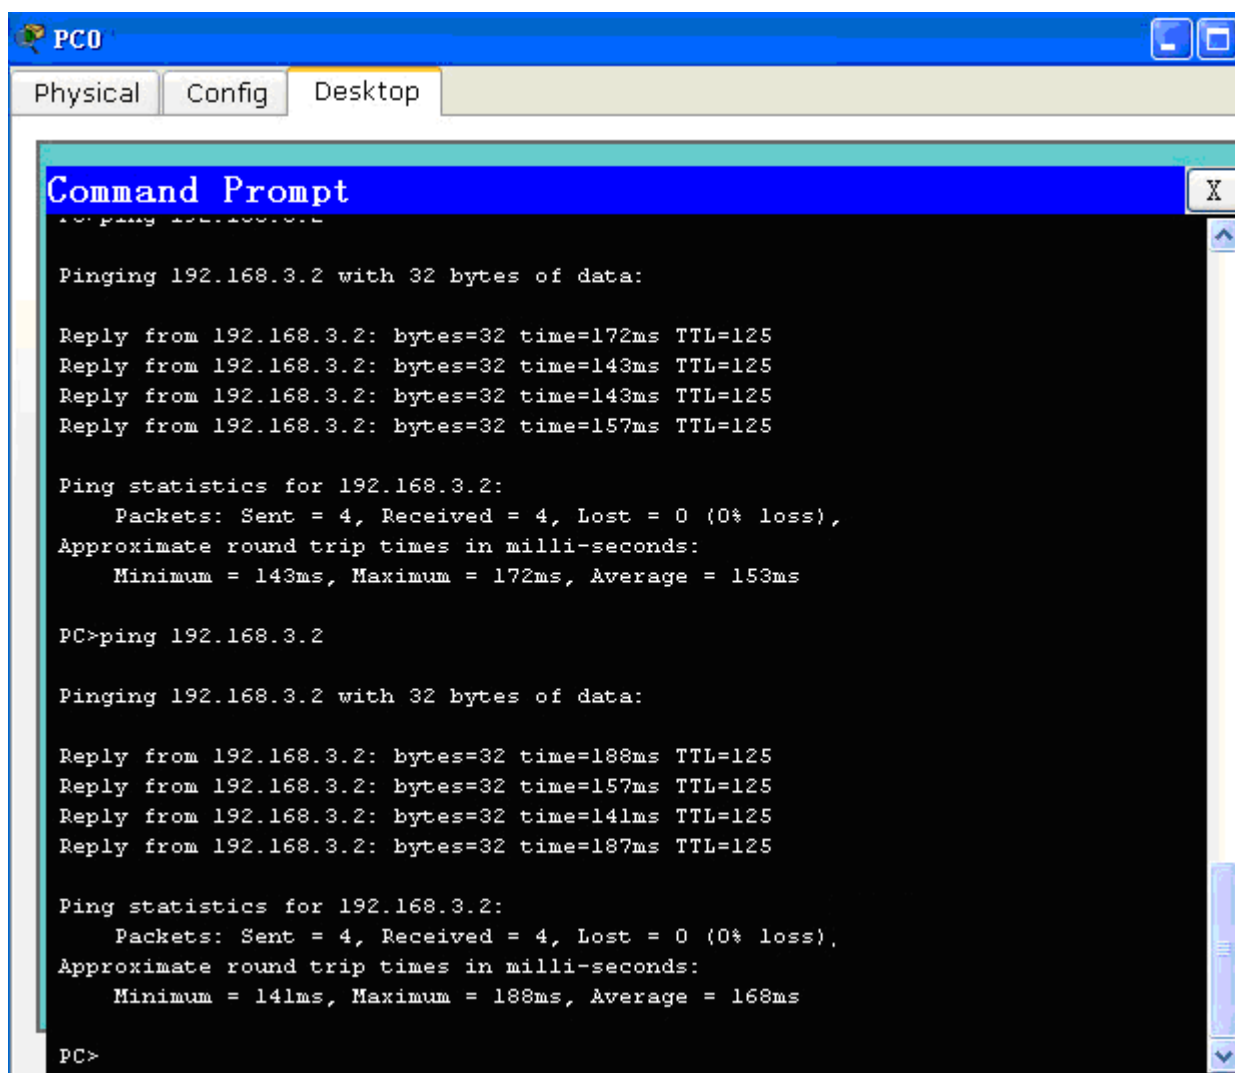 PC0
Physical Config Desktop
Command Prompt
X
Pinging 192.168.3.2 with 32 bytes of data:
Reply from 192.168.3.2: bytes=32 time=172ms TTL=125
Reply from 192.168.3.2: bytes=32 time=143ms TTL=125
Reply from 192.168.3.2: bytes=32 time=143ms TTL=125
Reply from 192.168.3.2: bytes=32 time=157ms TTL=125
Ping statistics for 192.168.3.2:
Packets: Sent = 4, Received = 4, Lost = 0 (0% loss),
Approximate round trip times in milli-seconds:
Minimum = 143ms, Maximum = 172ms, Average = 153ms
PC>ping 192.168.3.2
Pinging 192.168.3.2 with 32 bytes of data:
Reply from 192.168.3.2: bytes=32 time=188ms TTL=125
Reply from 192.168.3.2: bytes=32 time=157ms TTL=125
Reply from 192.168.3.2: bytes=32 time=141ms TTL=125
Reply from 192.168.3.2: bytes=32 time=187ms TTL=125
Ping statistics for 192.168.3.2:
Packets: Sent = 4, Received = 4, Lost = 0 (0% loss),
Approximate round trip times in milli-seconds:
Minimum = 141ms, Maximum = 188ms, Average = 168ms
PC>